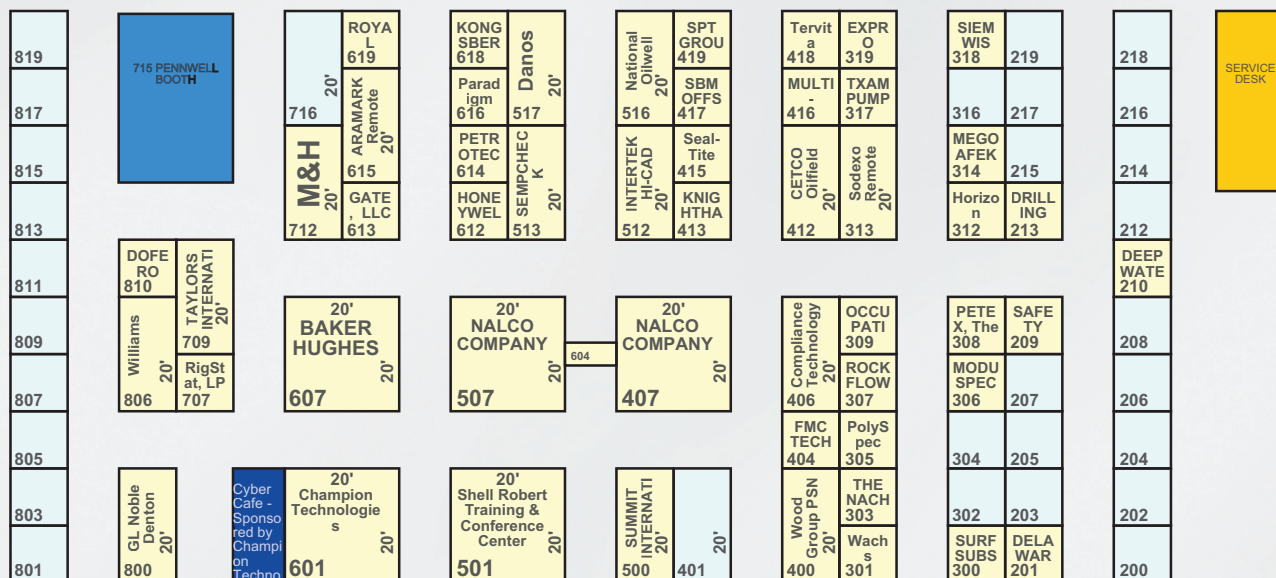 819
817
815
813
811
809
807
805
803
801
715 PENNWELL
BOOTH
716
20'
ROYA
L
619
ARAMARK
Remote
20'
615
M&H
20'
712
GATE
, LLC
613
KONG
SBER
618
Danos
20'
517
Parad
igm
616
PETR
OTEC
614
SEMPCHEC
K
20'
513
HONE
YWEL
612
National
Oilwell
20'
516
SPT
GROU
419
SBM
OFFS
417
INTERTEK
HI-CAD
20'
512
Seal-
Tite
415
KNIG
HTHA
413
Tervit
a
418
EXPR
O
319
MULTI
-
416
TXAM
PUMP
317
CETCO
Oilfield
20'
412
Sodexo
Remote
20'
313
SIEM
WIS
318
219
316
217
MEGO
AFEK
314
215
Horizo
n
312
DRILL
ING
213
218
216
214
212
DEEP
WATE
210
208
206
204
202
200
SERVICE
DESK
DOFE
RO
810
TAYLORS
INTERNATI
20'
709
Williams
20'
806
RigSt
at, LP
707
20'
BAKER
HUGHES
20'
607
20'
NALCO
COMPANY
20'
507
604
20'
NALCO
COMPANY
20'
407
Compliance
Technology
20'
406
OCCU
PATI
309
ROCK
FLOW
307
FMC
TECH
404
PolyS
pec
305
PETE
X, The
308
SAFE
TY
209
MODU
SPEC
306
207
304
205
302
203
SURF
SUBS
300
DELA
WAR
201
GL Noble
Denton
20'
800
Cyber
Cafe -
Sponso
red by
Champi
on
Techno
20'
Champion
Technologie
s
20'
601
20'
Shell Robert
Training &
Conference
Center
20'
501
SUMMIT
INTERNATI
20'
500
20'
401
Wood
Group PSN
20'
400
THE
NACH
303
Wach
s
301